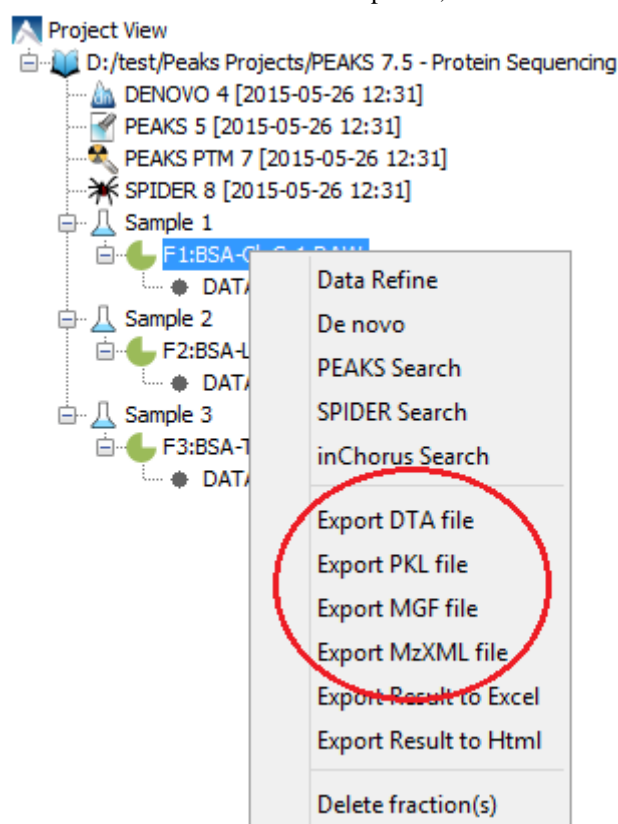 Project View
D:/test/Peaks Projects/PEAKS 7.5 - Protein Sequencing
DENOVO 4 [2015-05-26 12:31]
PEAKS 5 [2015-05-26 12:31]
PEAKS PTM 7 [2015-05-26 12:31]
SPIDER 8 [2015-05-26 12:31]
Sample 1
F1:BSA-
DATA
Sample 2
F2:BSA-L
DATA
Sample 3
F3:BSA-T
DATA
Data Refine
De novo
PEAKS Search
SPIDER Search
inChorus Search
Export DTA file
Export PKL file
Export MGF file
Export MzXML file
Export Result to Excel
Export Result to Html
Delete fraction(s)